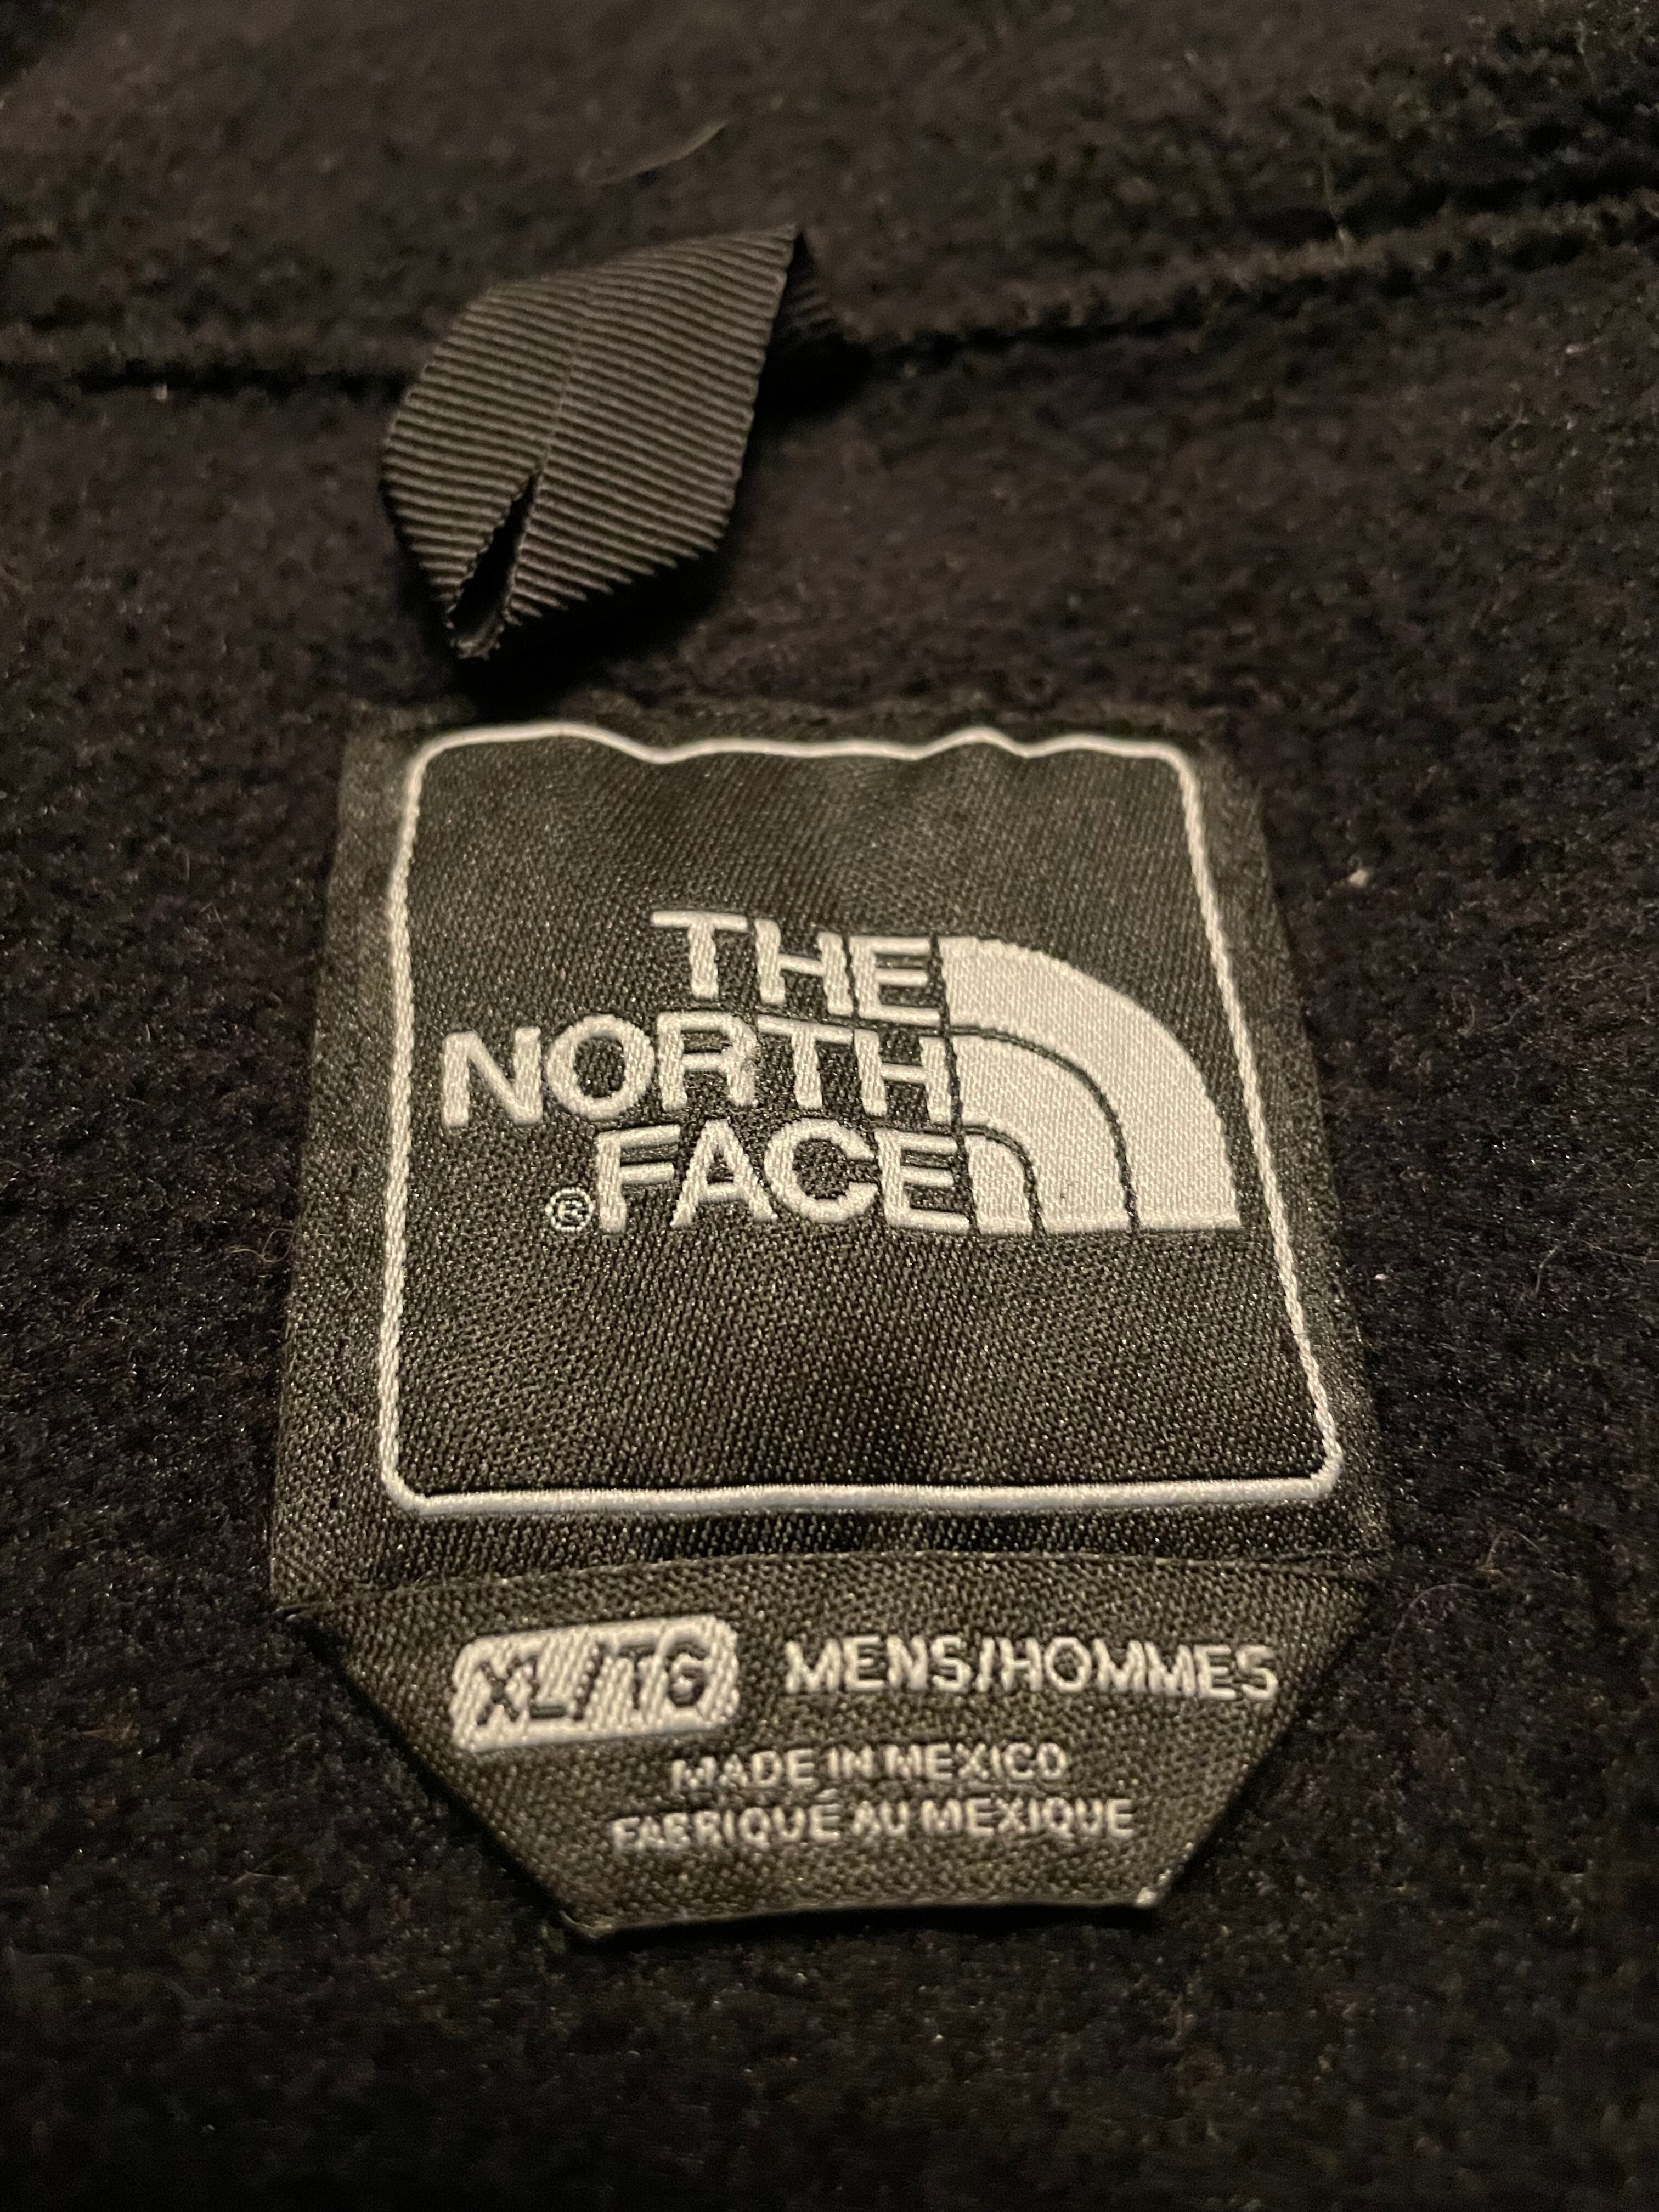 THE
NORTH
FACE
®
XL/TG MENS/HOMMES
MADE IN MEXICO
FABRIQUÉ AU MEXIQUE